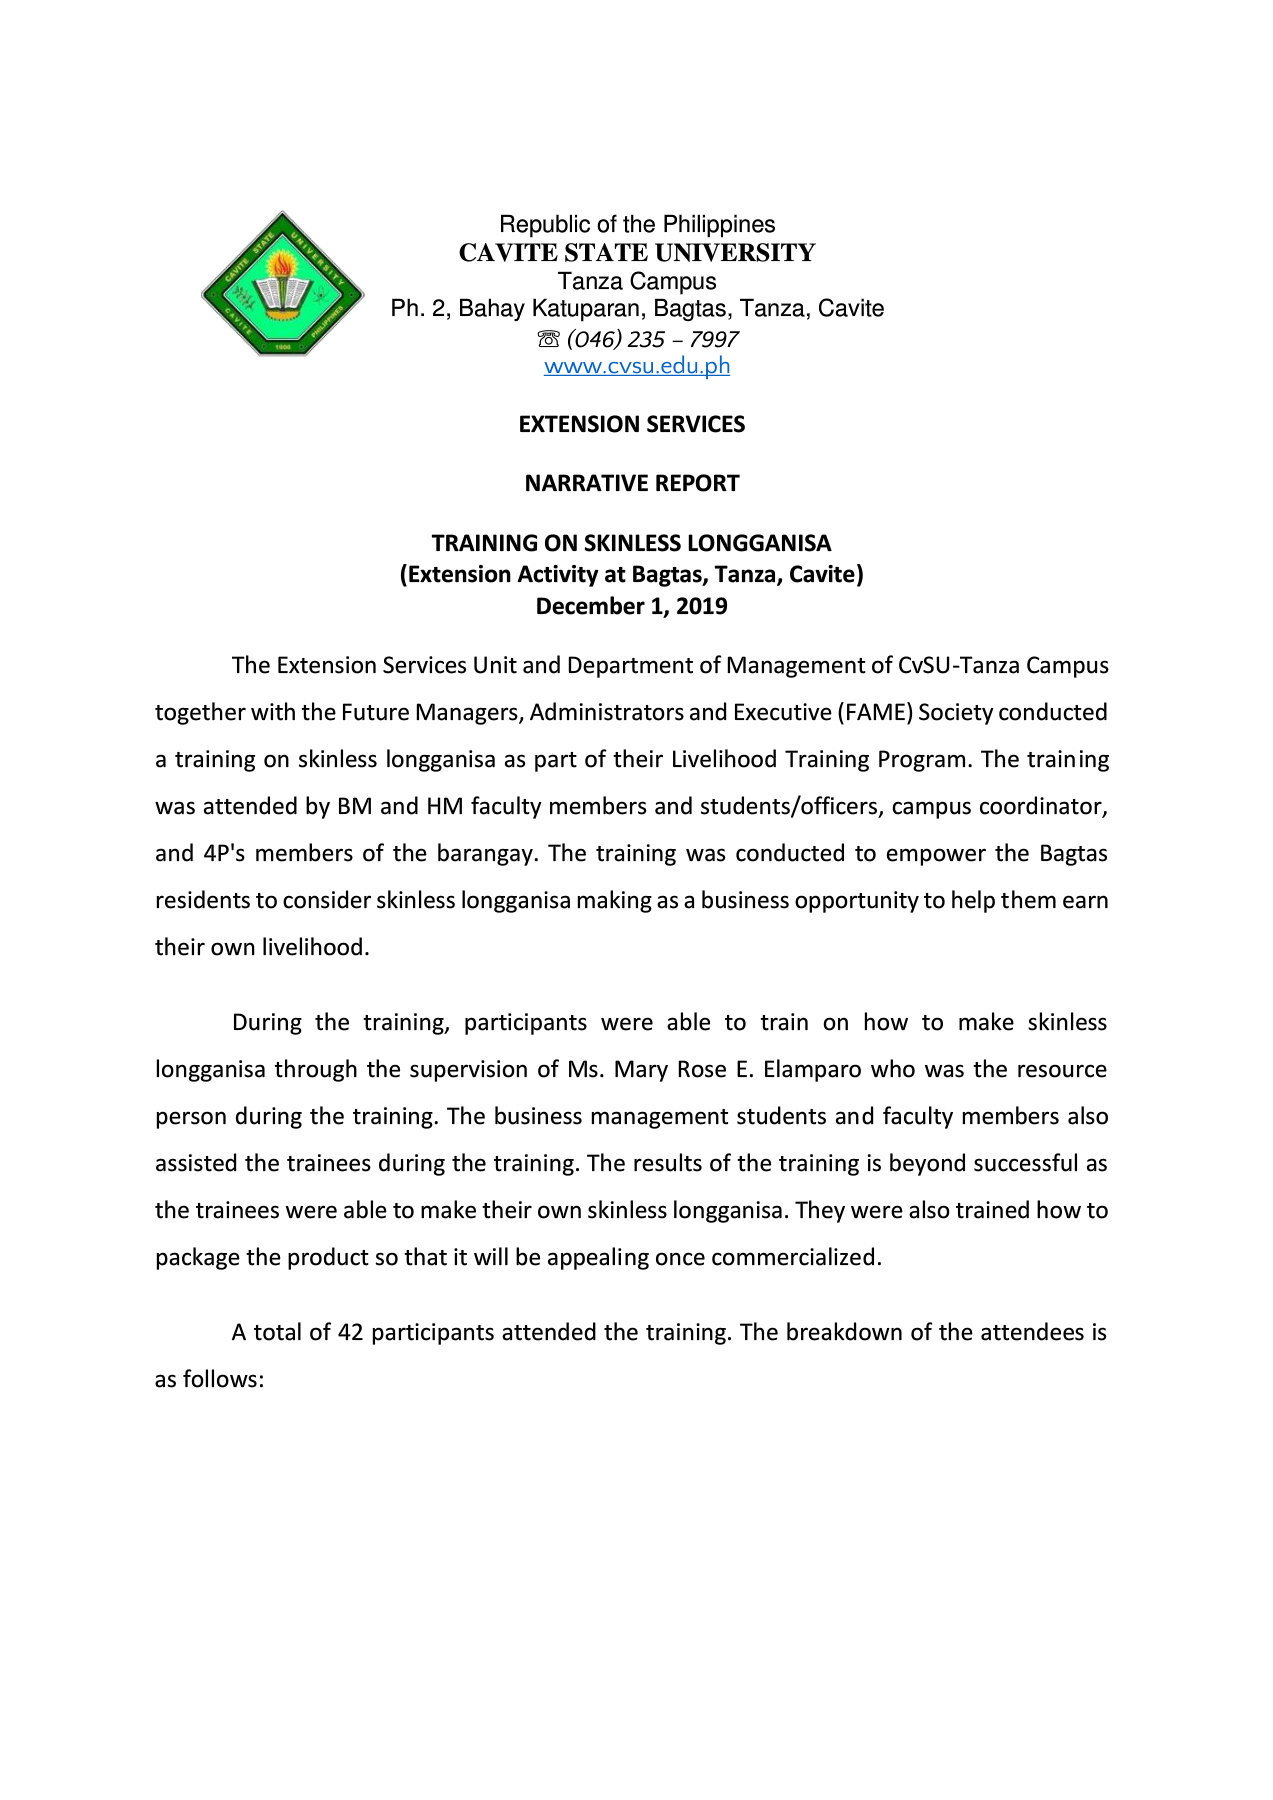 Republic of the Philippines
CAVITE STATE UNIVERSITY
Tanza Campus
Ph. 2, Bahay Katuparan, Bagtas, Tanza, Cavite
☏ (046) 235 – 7997
www.cvsu.edu.ph
CAVITE STATE UNIVERSITY
CAVITE PHILIPPINES
1906
EXTENSION SERVICES
NARRATIVE REPORT
TRAINING ON SKINLESS LONGGANISA
(Extension Activity at Bagtas, Tanza, Cavite)
December 1, 2019
The Extension Services Unit and Department of Management of CvSU-Tanza Campus
together with the Future Managers, Administrators and Executive (FAME) Society conducted
a training on skinless longganisa as part of their Livelihood Training Program. The training
was attended by BM and HM faculty members and students/officers, campus coordinator,
and 4P's members of the barangay. The training was conducted to empower the Bagtas
residents to consider skinless longganisa making as a business opportunity to help them earn
their own livelihood.
During the training, participants were able to train on how to make skinless
longganisa through the supervision of Ms. Mary Rose E. Elamparo who was the resource
person during the training. The business management students and faculty members also
assisted the trainees during the training. The results of the training is beyond successful as
the trainees were able to make their own skinless longganisa. They were also trained how to
package the product so that it will be appealing once commercialized.
A total of 42 participants attended the training. The breakdown of the attendees is
as follows: